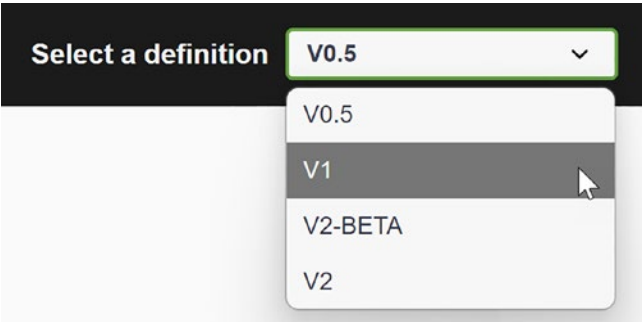 Select a definition V0.5
V0.5
V1
V2-BETA
V2